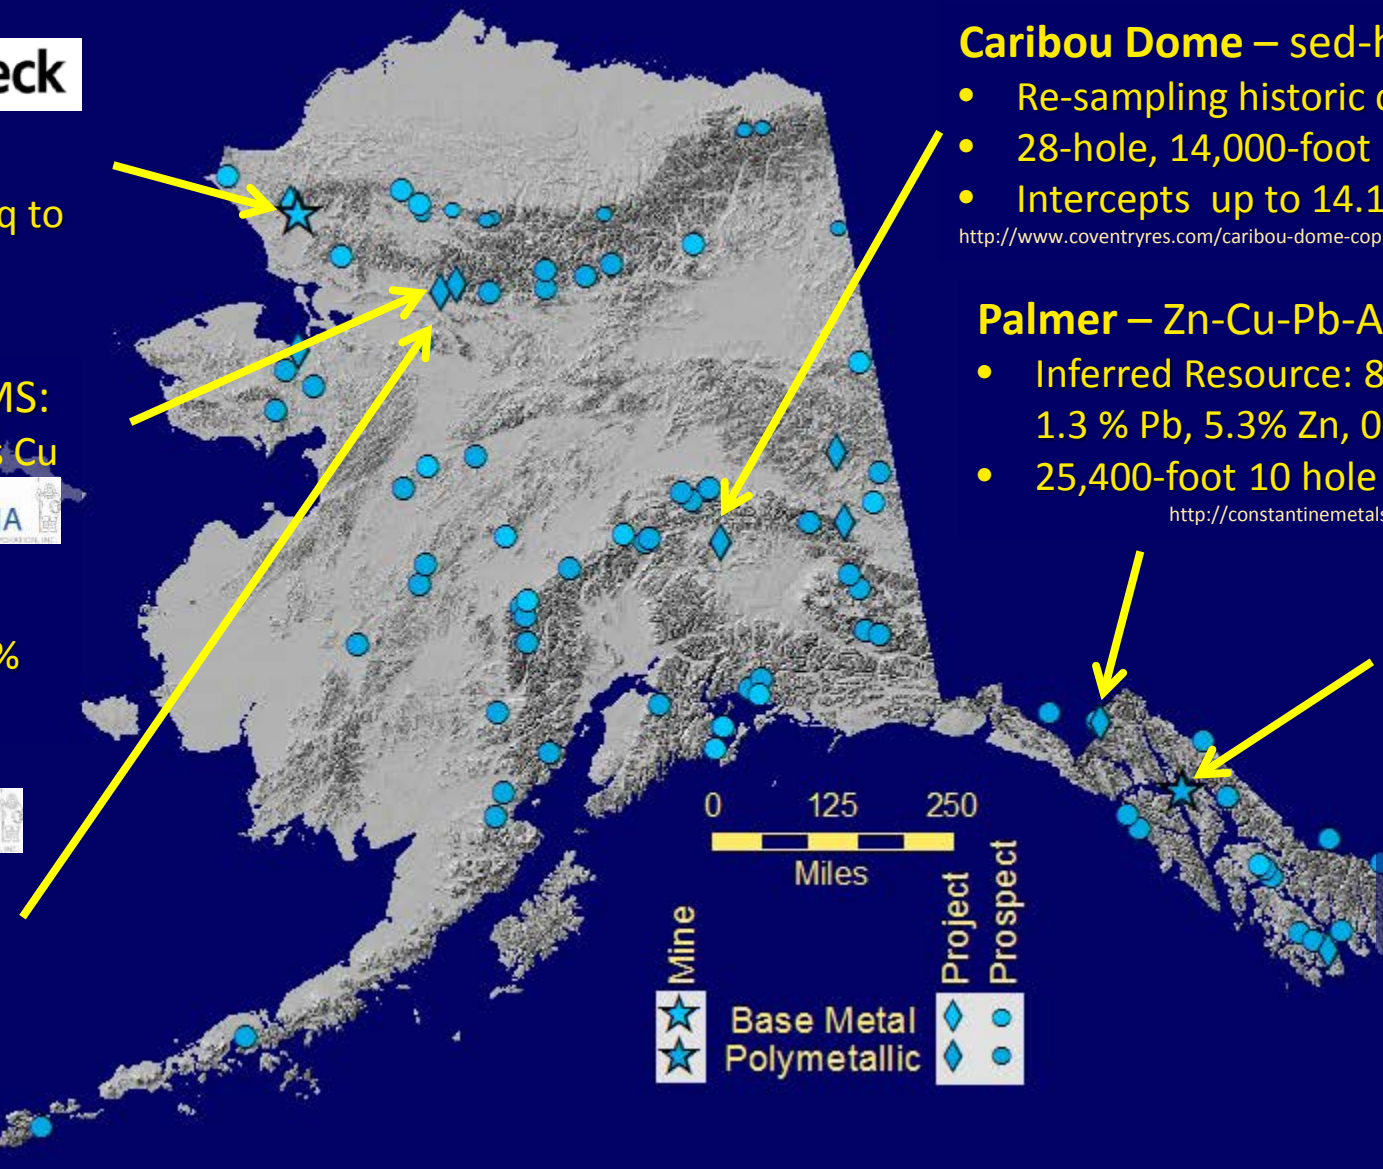 eck
q to
MS:
s Cu
IA
%
Caribou Dome – sed-h
• Re-sampling historic
• 28-hole, 14,000-foot
• Intercepts up to 14.1
http://www.coventryres.com/caribou-dome-cop
Palmer – Zn-Cu-Pb-A
• Inferred Resource: 8
1.3 % Pb, 5.3% Zn, 0
• 25,400-foot 10 hole
http://constantinemetals
0 125 250
Miles
Mine
Project
Prospect
Base Metal
Polymetallic